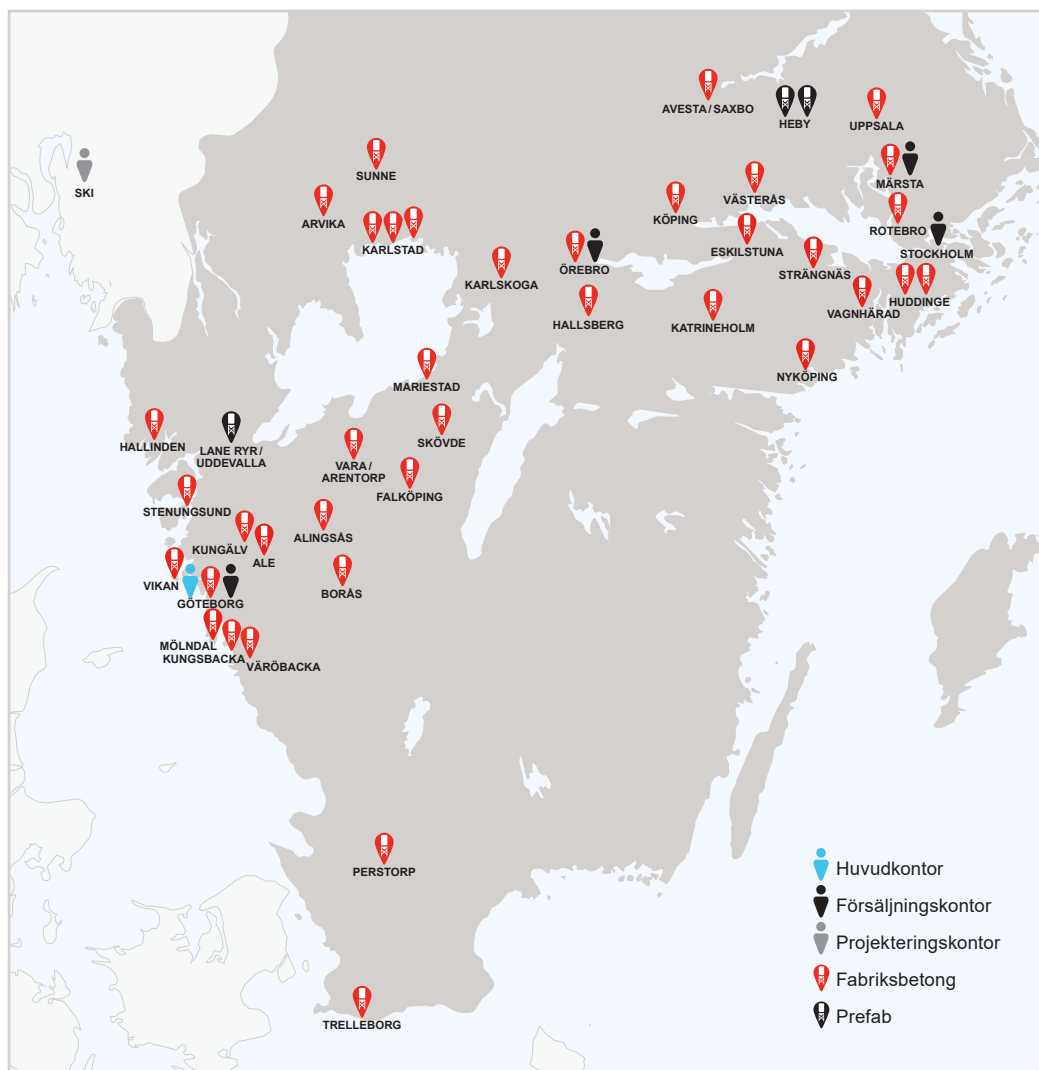 AVESTA / SAXBO
HEBY
UPPSALA
SKI
SUNNE
MÄRSTA
ARVIKA
KÖPING
VÄSTERÅS
ROTEBRO
KARLSTAD
ESKILSTUNA
STOCKHOLM
KARLSKOGA
ÖREBRO
STRÄNGNÄS
HUDDINGE
HALLSBERG
KATRINEHOLM
VAGNHÄRAD
NYKÖPING
MARIESTAD
SKÖVDE
HALLINDEN
LANE RYR /
UDDEVALLA
VARA /
ARENTORP
FALKÖPING
STENUNGSUND
ALINGSÅS
KUNGÄLV
ALE
VIKAN
BORÅS
GÖTEBORG
MÖLNDAL
KUNGSBACKA
VÄRÖBACKA
PERSTORP
TRELLEBORG
Huvudkontor
Försäljningskontor
Projekteringskontor
Fabriksbetong
Prefab